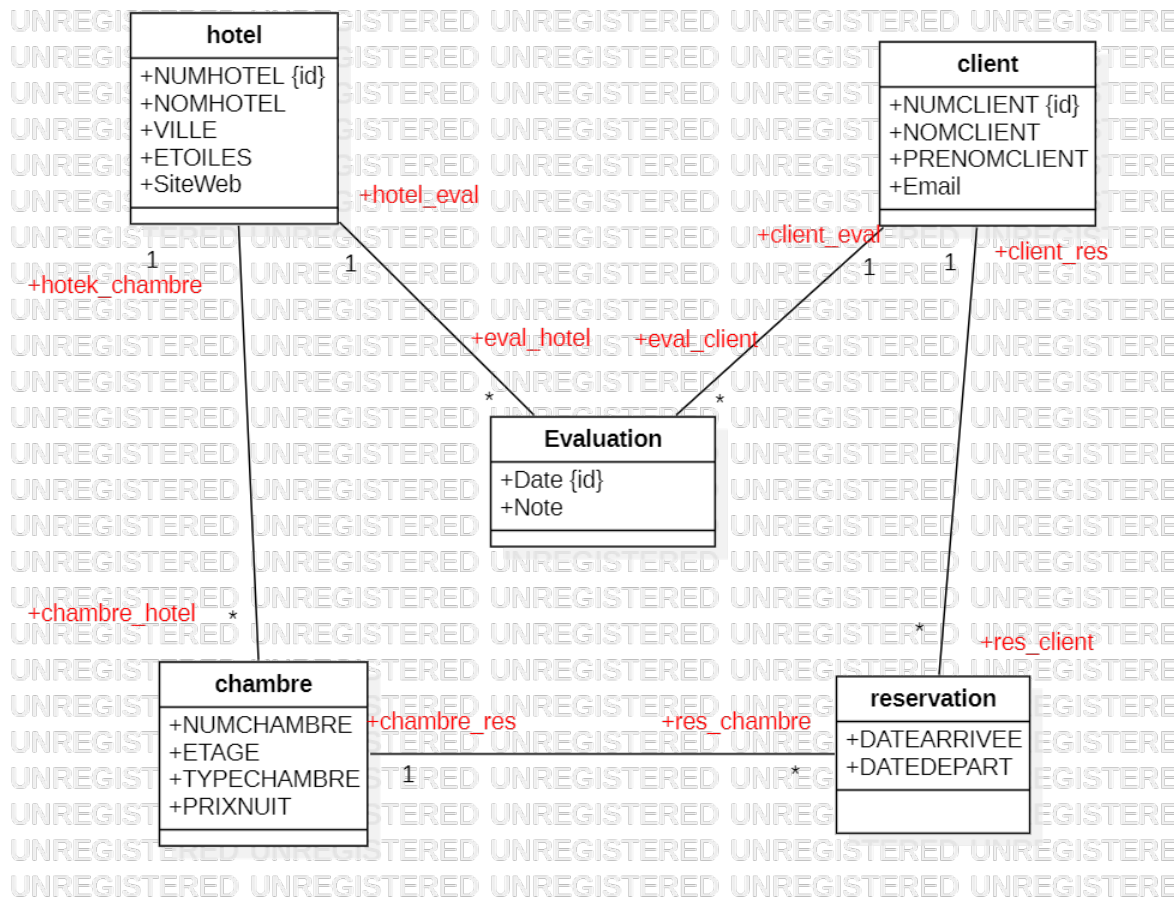 hotel
+NUMHOTEL {id}
+NOMHOTEL
+VILLE
+ETOILES
+SiteWeb
client
+NUMCLIENT {id}
+NOMCLIENT
+PRENOMCLIENT
+Email
+hotel_eval
+client_eval
+client_res
1
1
1
1
+hotek_chambre
+eval_hotel
+eval_client
*
*
Evaluation
+Date {id}
+Note
+chambre_hotel
*
*
+res_client
chambre
+NUMCHAMBRE
+ETAGE
+TYPECHAMBRE
+PRIXNUIT
+chambre_res
+res_chambre
1
*
reservation
+DATEARRIVEE
+DATEDEPART
UNREGISTERED